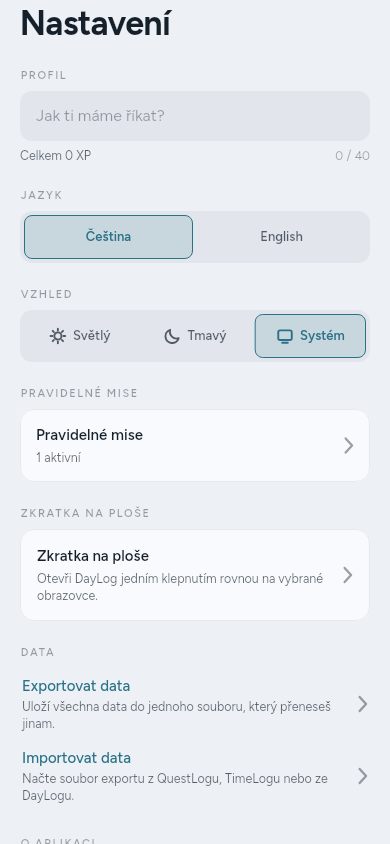 Nastavení
PROFIL
Jak ti máme říkat?
Celkem 0 XP
0 / 40
JAZYK
Čeština
English
VZHLED
Světlý
Tmavý
Systém
PRAVIDELNÉ MISE
Pravidelné mise
1 aktivní
ZKRATKA NA PLOŠE
Zkratka na ploše
Otevři DayLog jedním klepnutím rovnou na vybrané
obrazovce.
DATA
Exportovat data
Uloží všechna data do jednoho souboru, který přeneseš
jinam.
Importovat data
Načte soubor exportu z QuestLogu, TimeLogu nebo ze
DayLogu.
O APLIKACI